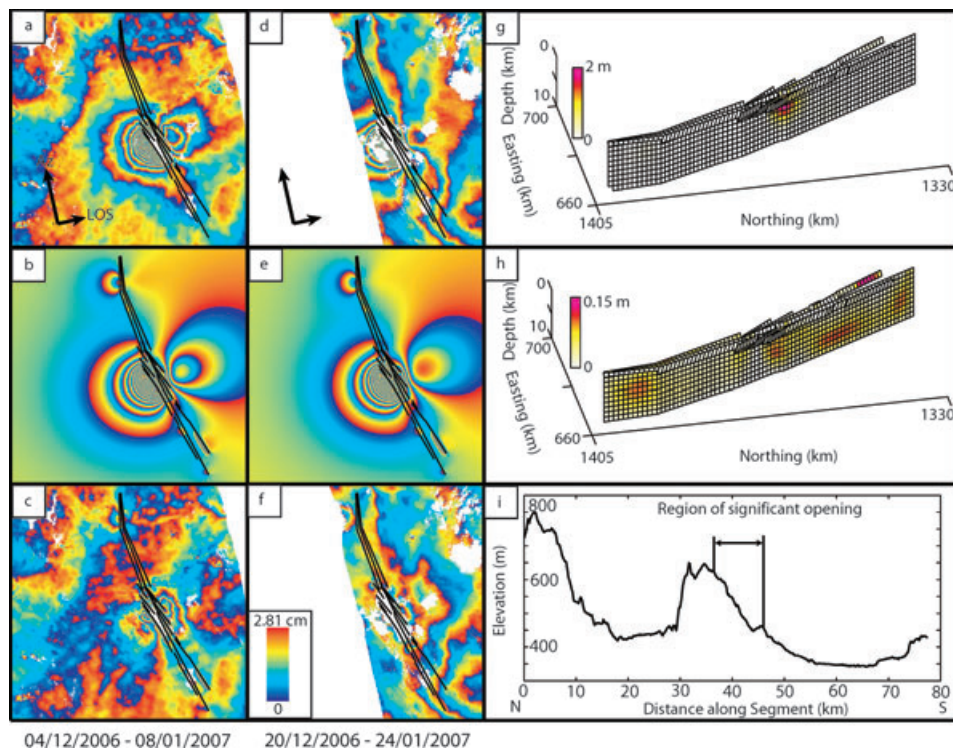 a
LOS
b
c
2.81 cm
0
04/12/2006 - 08/01/2007
d
e
f
20/12/2006 - 24/01/2007
g
0
10
Depth (km)
2 m
0
700
Easting (km)
660
1405
Northing (km)
1330
h
0
10
Depth (km)
0.15 m
0
700
Easting (km)
660
1405
Northing (km)
1330
i
Region of significant opening
800
600
400
Elevation (m)
0 10 20 30 40 50 60 70 80
N Distance along Segment (km) S